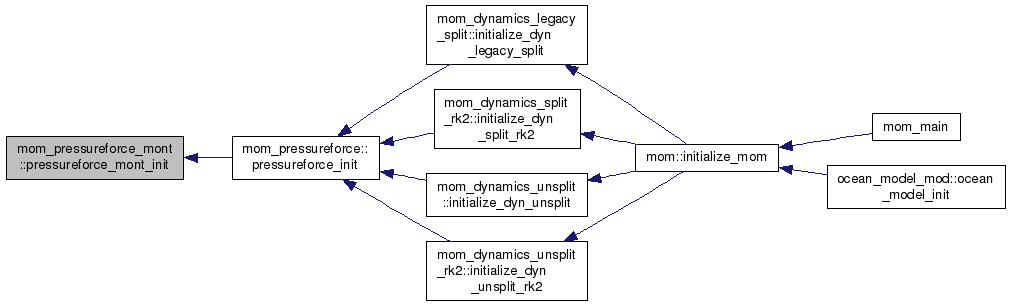 mom_pressureforce_mont
::pressureforce_mont_init
mom_pressureforce::
pressureforce_init
mom_dynamics_legacy
_split::initialize_dyn
_legacy_split
mom_dynamics_split
_rk2::initialize_dyn
_split_rk2
mom_dynamics_unsplit
::initialize_dyn_unsplit
mom_dynamics_unsplit
_rk2::initialize_dyn
_unsplit_rk2
mom::initialize_mom
mom_main
ocean_model_mod::ocean
_model_init